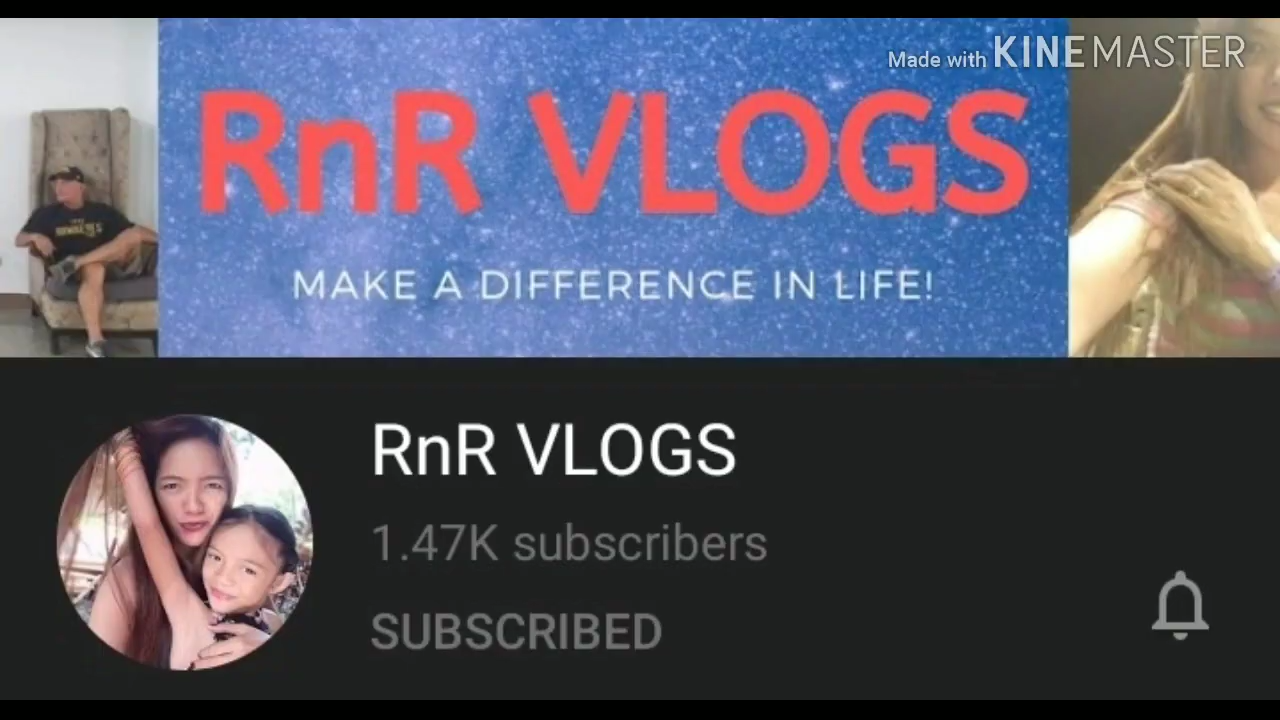 Made with KINEMASTER
RnR VLOGS
MAKE A DIFFERENCE IN LIFE!
RnR VLOGS
1.47K subscribers
SUBSCRIBED